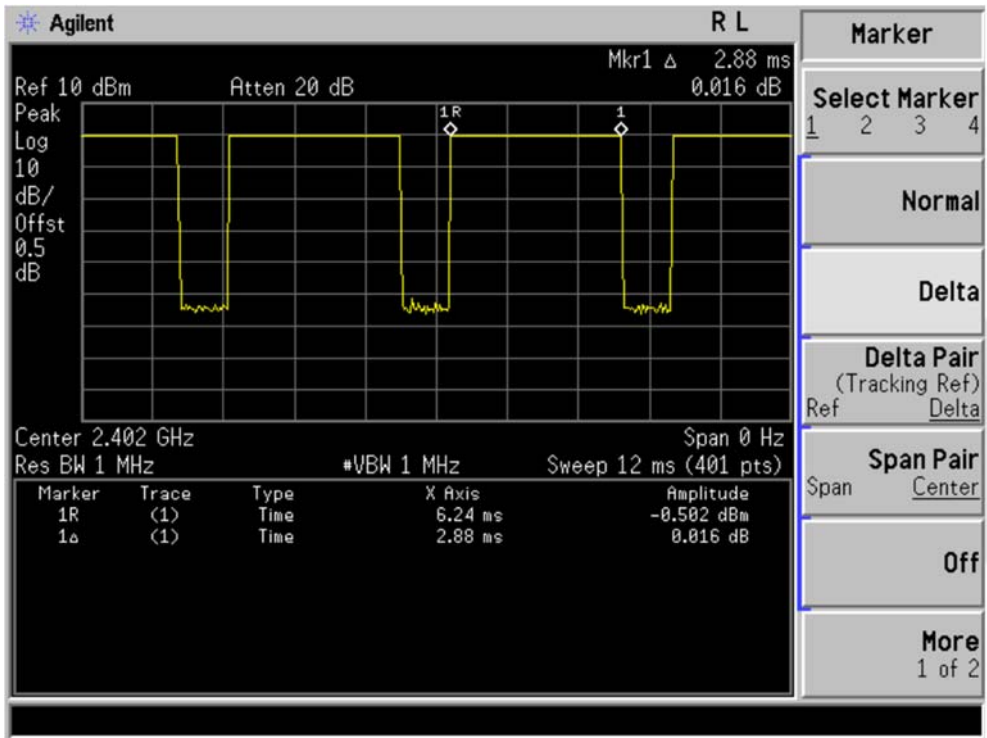 Agilent R L
Mkr1 Δ 2.88 ms
Ref 10 dBm Atten 20 dB 0.016 dB
Peak
Log
10
dB/
Offst
0.5
dB
1R 1
Center 2.402 GHz Span 0 Hz
Res BW 1 MHz #VBW 1 MHz Sweep 12 ms (401 pts)
Marker Trace Type X Axis Amplitude
1R (1) Time 6.24 ms -0.502 dBm
1Δ (1) Time 2.88 ms 0.016 dB
Marker
Select Marker
1 2 3 4
Normal
Delta
Delta Pair
(Tracking Ref)
Ref Delta
Span Pair
Span Center
Off
More
1 of 2